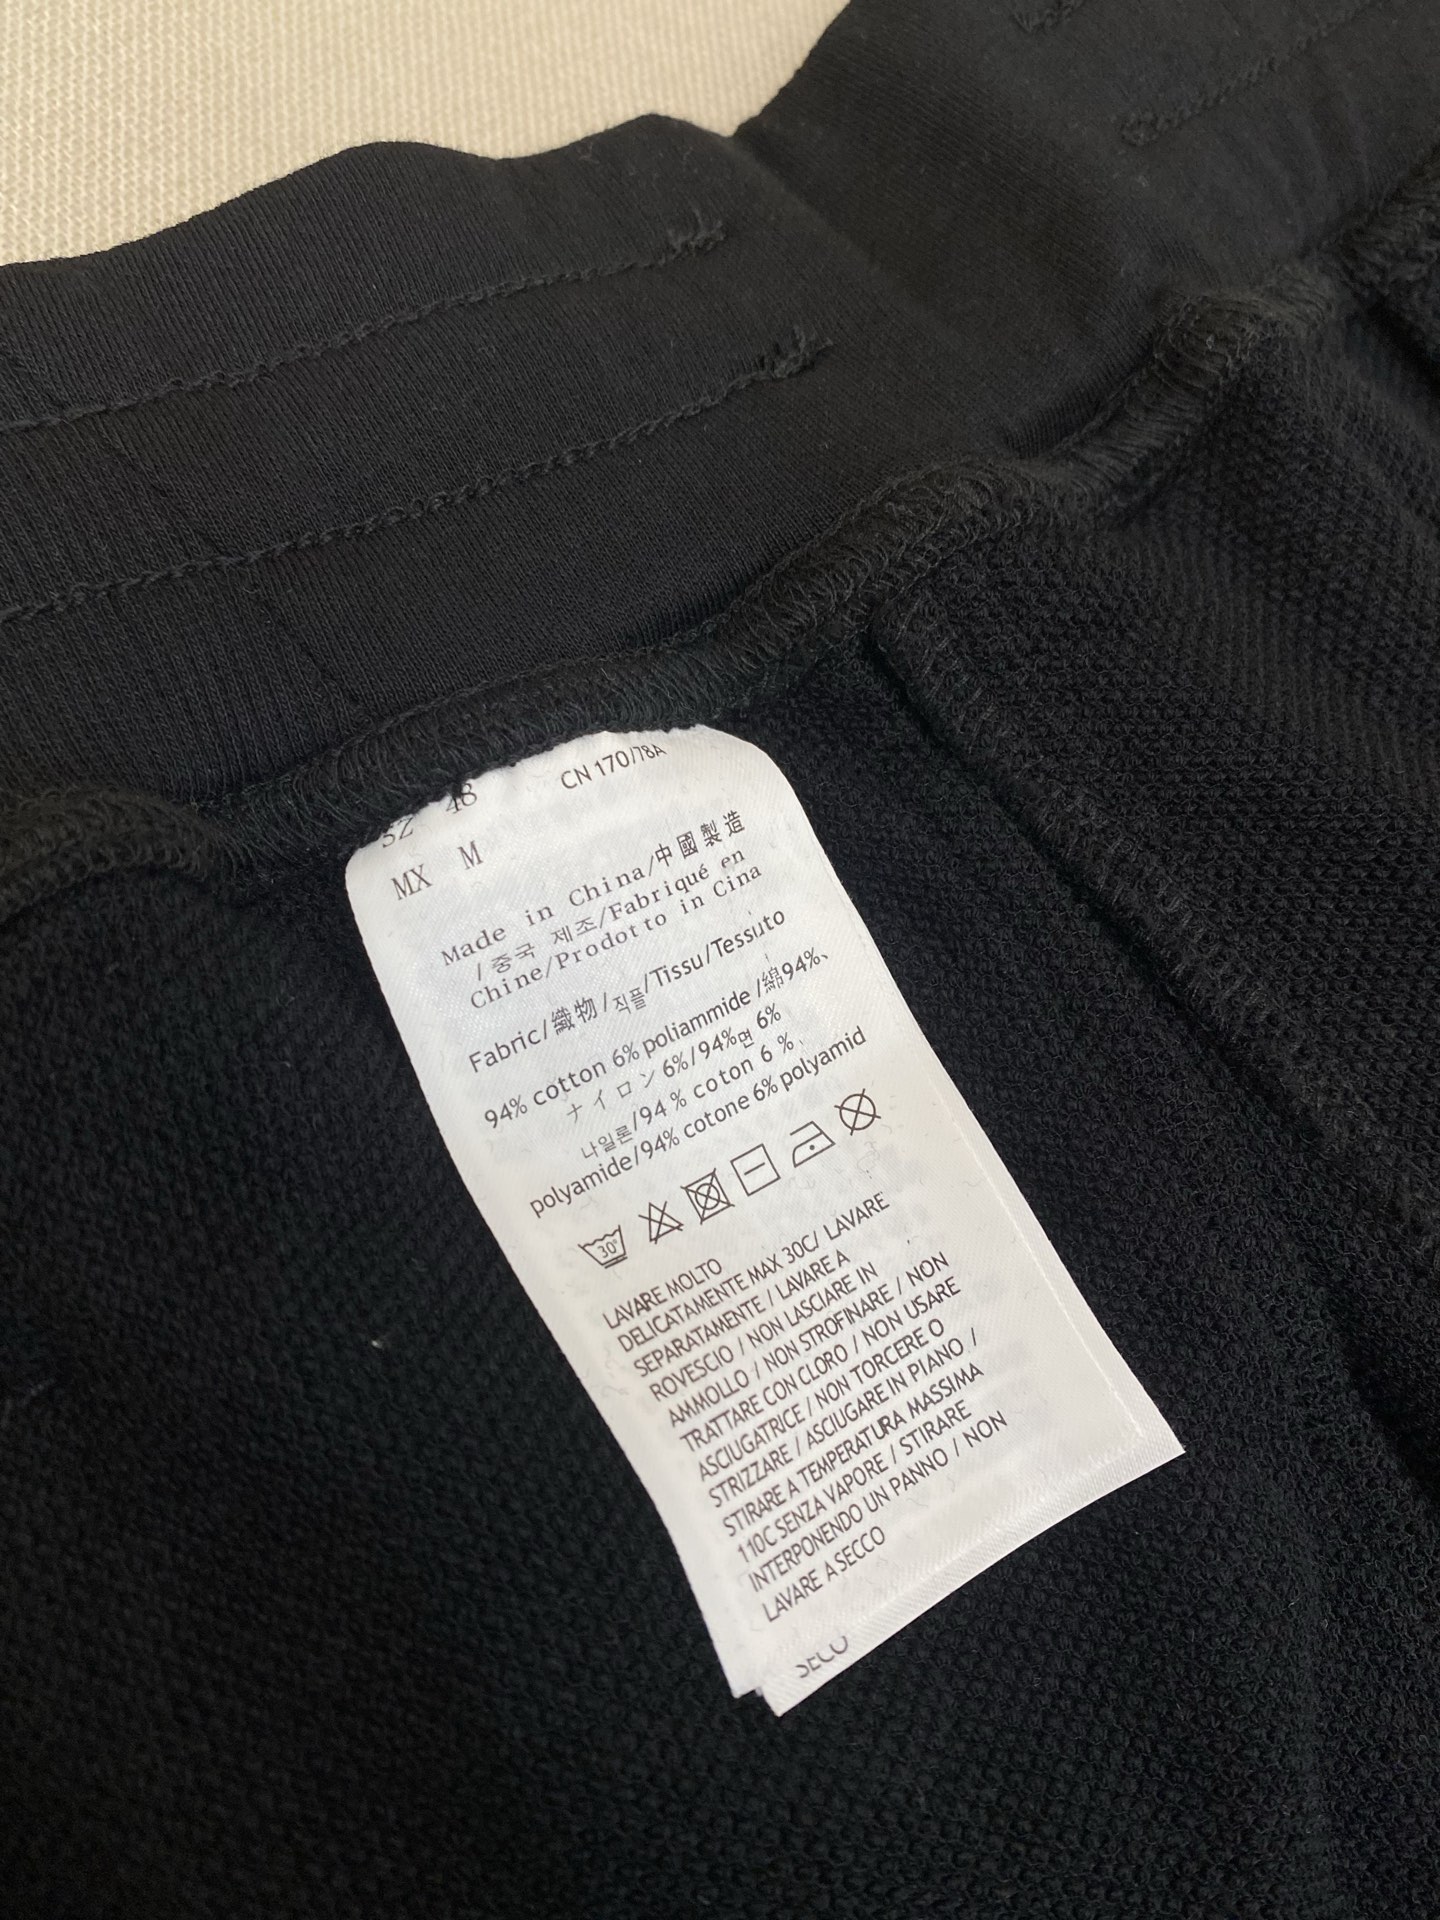 SZ 48 CN 170/78A
MX M
Made in China/中國製造
/중국 제조/Fabriqué en
Chine/Prodotto in Cina
Fabric/織物/직플/Tissu/Tessuto
94% cotton 6% poliammide/綿94%、
ナイロン6%/94%면 6%
나일론/94% coton 6%
polyamide/94% cotone 6% polyamid
30°
LAVARE MOLTO
DELICATAMENTE MAX 30C/ LAVARE
SEPARATAMENTE / LAVARE A
ROVESCIO / NON LASCIARE IN
AMMOLLO / NON STROFINARE / NON
TRATTARE CON CLORO / NON USARE
ASCIUGATRICE / NON TORCERE O
STRIZZARE / ASCIUGARE IN PIANO /
STIRARE A TEMPERATURA MASSIMA
110C SENZA VAPORE / STIRARE
INTERPONENDO UN PANNO / NON
LAVARE A SECCO